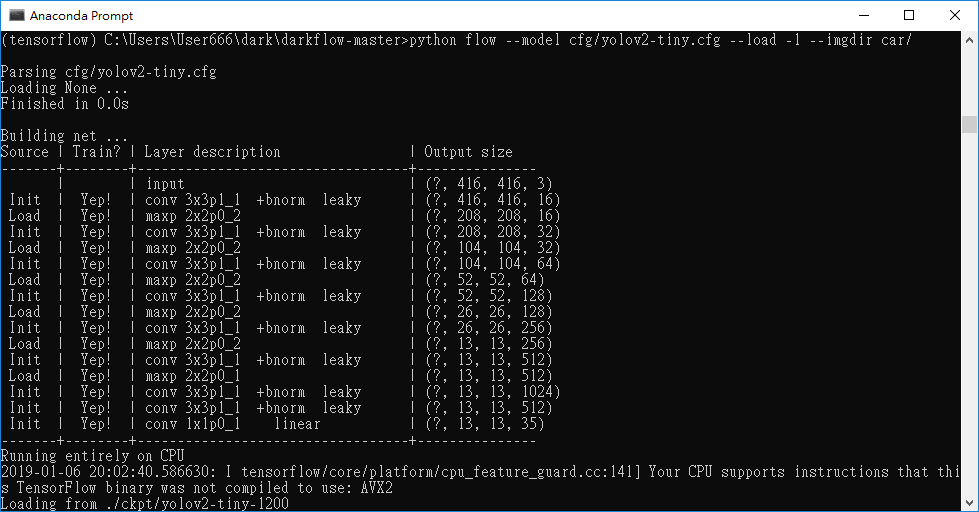 Anaconda Prompt
(tensorflow) C:\Users\User666\dark\darkflow-master>python flow --model cfg/yolov2-tiny.cfg --load -1 --imgdir car/
Parsing cfg/yolov2-tiny.cfg
Loading None ...
Finished in 0.0s
Building net ...
Source | Train? | Layer description                | Output size
-------+--------+----------------------------------+---------------
       |        | input                            | (?, 416, 416, 3)
 Init  |  Yep!  | conv 3x3p1_1  +bnorm  leaky      | (?, 416, 416, 16)
 Load  |  Yep!  | maxp 2x2p0_2                     | (?, 208, 208, 16)
 Init  |  Yep!  | conv 3x3p1_1  +bnorm  leaky      | (?, 208, 208, 32)
 Load  |  Yep!  | maxp 2x2p0_2                     | (?, 104, 104, 32)
 Init  |  Yep!  | conv 3x3p1_1  +bnorm  leaky      | (?, 104, 104, 64)
 Load  |  Yep!  | maxp 2x2p0_2                     | (?, 52, 52, 64)
 Init  |  Yep!  | conv 3x3p1_1  +bnorm  leaky      | (?, 52, 52, 128)
 Load  |  Yep!  | maxp 2x2p0_2                     | (?, 26, 26, 128)
 Init  |  Yep!  | conv 3x3p1_1  +bnorm  leaky      | (?, 26, 26, 256)
 Load  |  Yep!  | maxp 2x2p0_2                     | (?, 13, 13, 256)
 Init  |  Yep!  | conv 3x3p1_1  +bnorm  leaky      | (?, 13, 13, 512)
 Load  |  Yep!  | maxp 2x2p0_1                     | (?, 13, 13, 512)
 Init  |  Yep!  | conv 3x3p1_1  +bnorm  leaky      | (?, 13, 13, 1024)
 Init  |  Yep!  | conv 3x3p1_1  +bnorm  leaky      | (?, 13, 13, 512)
 Init  |  Yep!  | conv 1x1p0_1    linear           | (?, 13, 13, 35)
-------+--------+----------------------------------+---------------
Running entirely on CPU
2019-01-06 20:02:40.586630: I tensorflow/core/platform/cpu_feature_guard.cc:141] Your CPU supports instructions that thi
s TensorFlow binary was not compiled to use: AVX2
Loading from ./ckpt/yolov2-tiny-1200